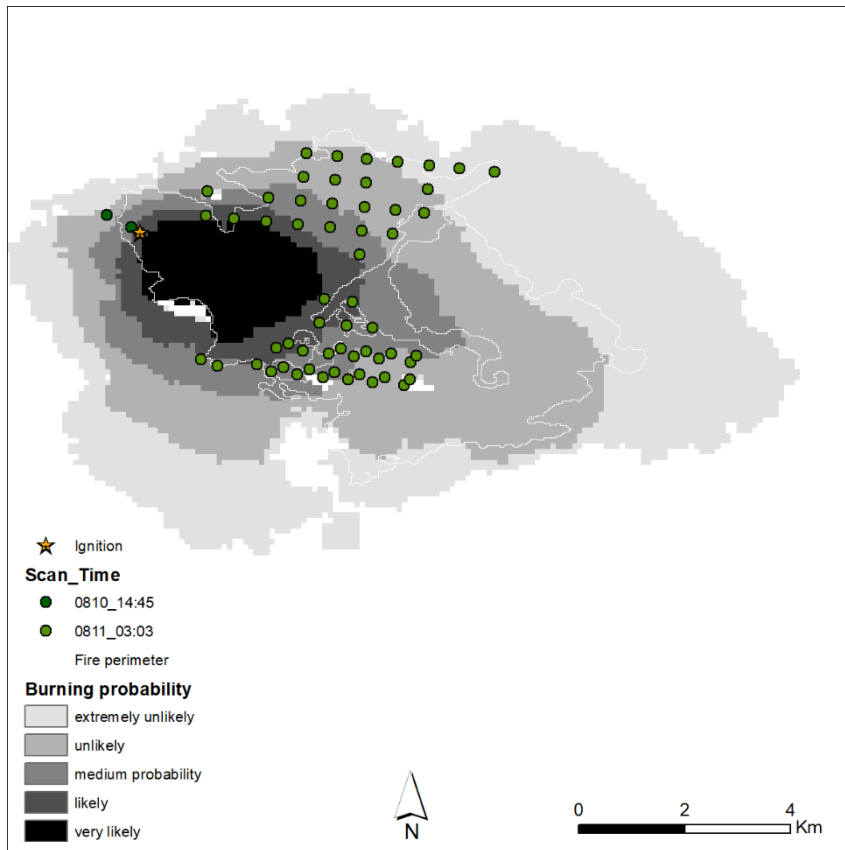 Ignition
Scan_Time
0810_14:45
0811_03:03
Fire perimeter
Burning probability
extremely unlikely
unlikely
medium probability
likely
very likely
N
0 2 4
Km